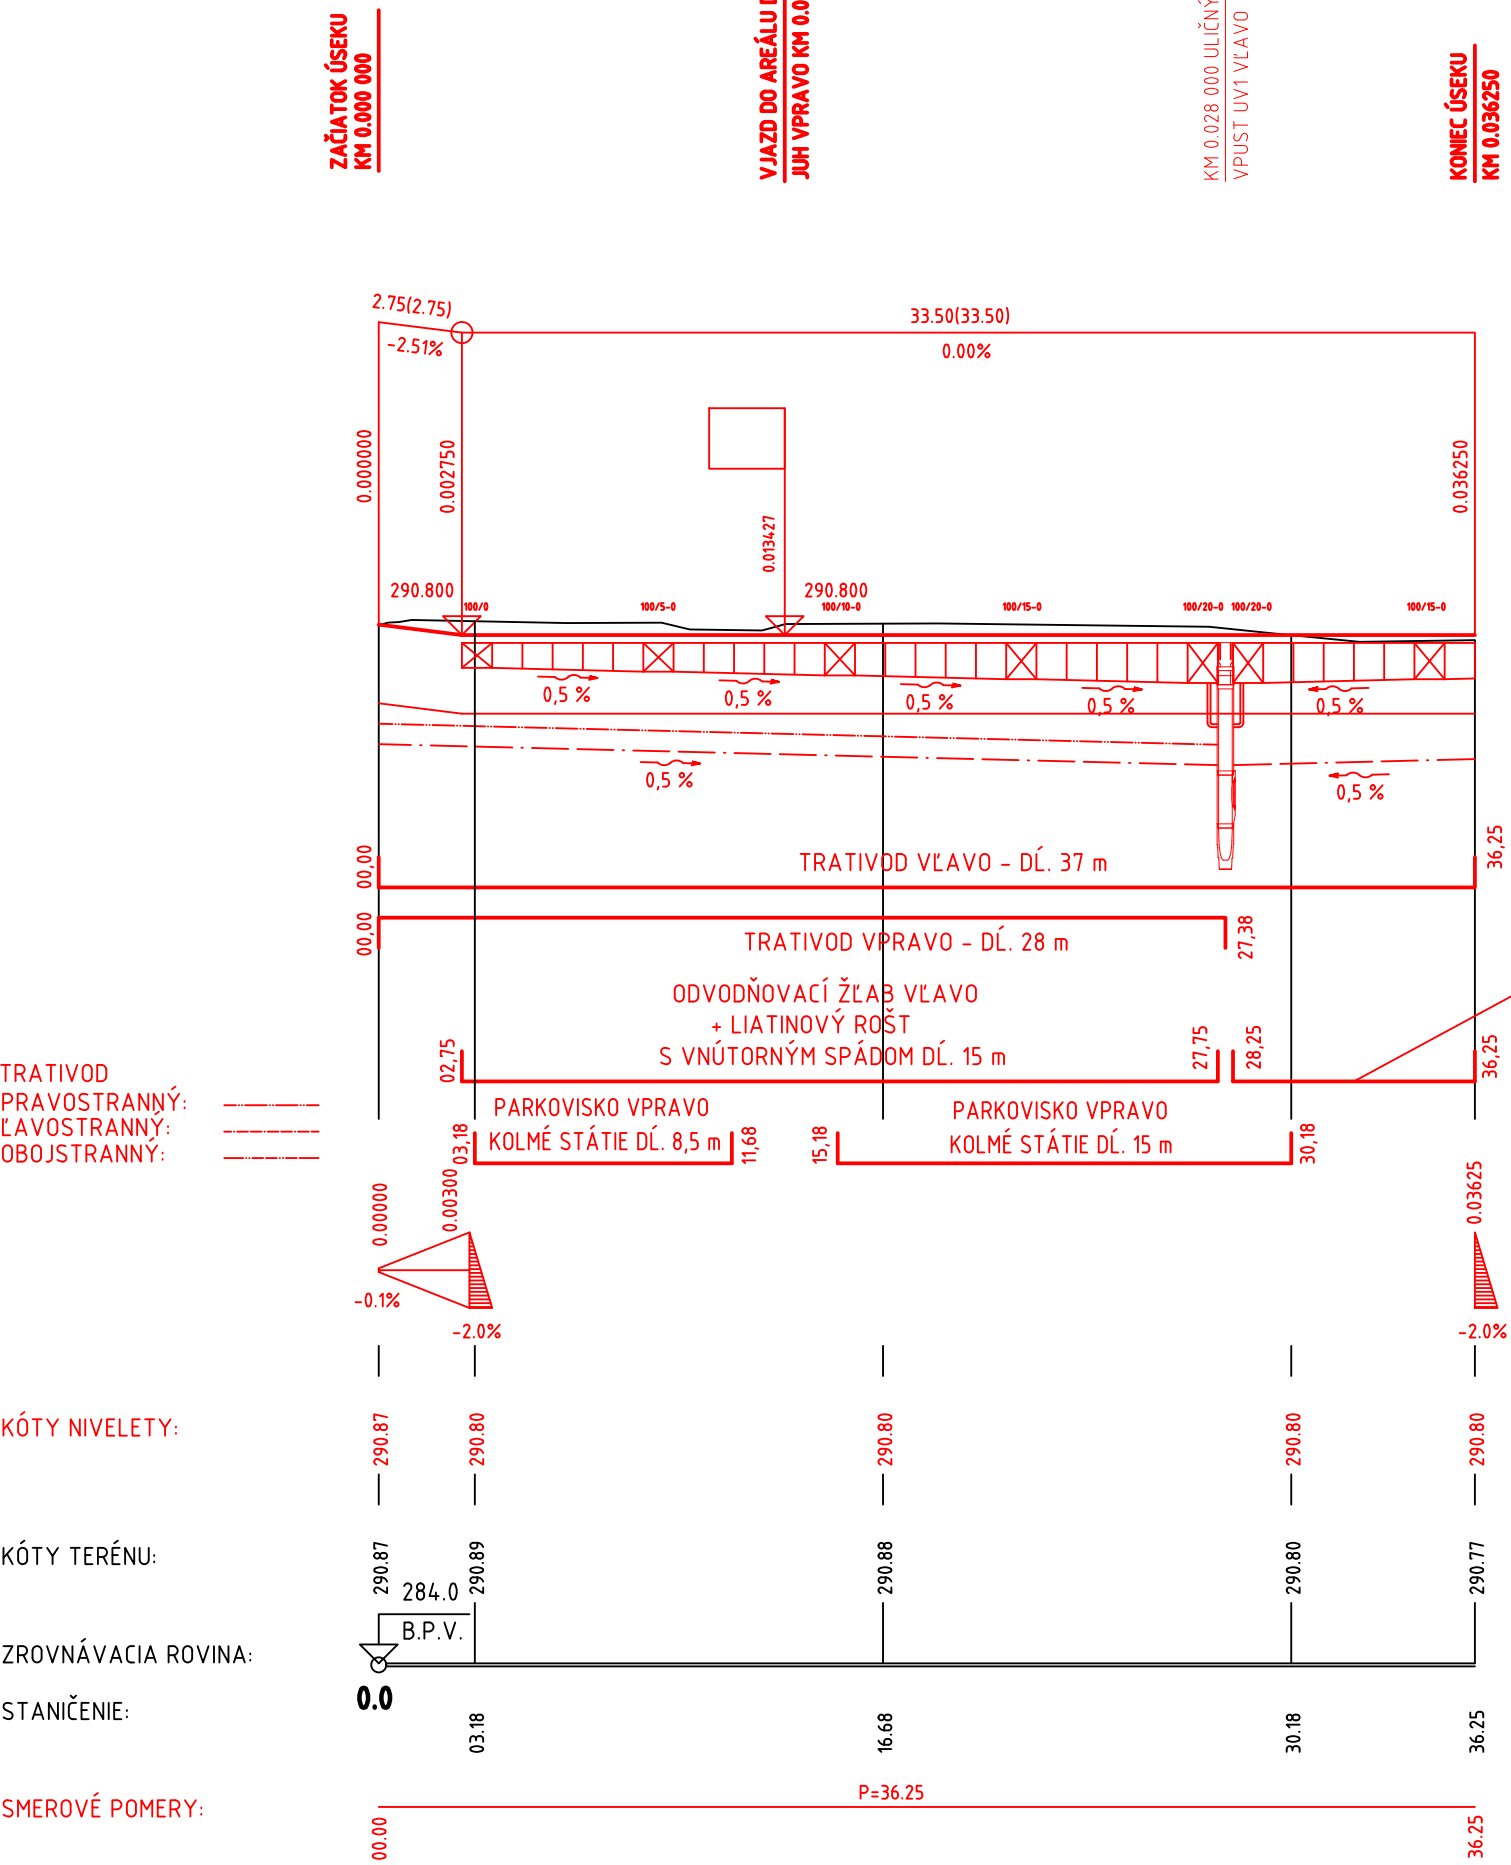 ZAČIATOK ÚSEKU
KM 0.000 000
VJAZD DO AREÁLU
JUH VPRAVO KM
KM 0.028 000 ULIČNÝ
VPUST UV1 VĽAVO
KONIEC ÚSEKU
KM 0.036250
2.75(2.75)
-2.51%
33.50(33.50)
0.00%
0.000000
0.002750
0.013427
0.036250
290.800
290.800
100/0
100/5-0
100/10-0
100/15-0
100/20-0
100/20-0
100/15-0
0,5 %
0,5 %
0,5 %
0,5 %
0,5 %
0,5 %
0,5 %
00,00
TRATIVOD VĽAVO - DĹ. 37 m
36,25
00,00
TRATIVOD VPRAVO - DĹ. 28 m
27,38
ODVODŇOVACÍ ŽĽAB VĽAVO
+ LIATINOVÝ ROŠT
S VNÚTORNÝM SPÁDOM DĹ. 15 m
02,75
27,75
28,25
36,25
TRATIVOD
PRAVOSTRANNÝ:
ĽAVOSTRANNÝ:
OBOJSTRANNÝ:
PARKOVISKO VPRAVO
KOLMÉ STÁTIE DĹ. 8,5 m
03,18
11,68
PARKOVISKO VPRAVO
KOLMÉ STÁTIE DĹ. 15 m
15,18
30,18
0.00000
0.00300
0.03625
-0.1%
-2.0%
-2.0%
KÓTY NIVELETY:
290.87
290.80
290.80
290.80
290.80
KÓTY TERÉNU:
290.87
290.89
290.88
290.80
290.77
284.0
B.P.V.
ZROVNÁVACIA ROVINA:
0.0
STANIČENIE:
03.18
16.68
30.18
36.25
SMEROVÉ POMERY:
P=36.25
00.00
36.25